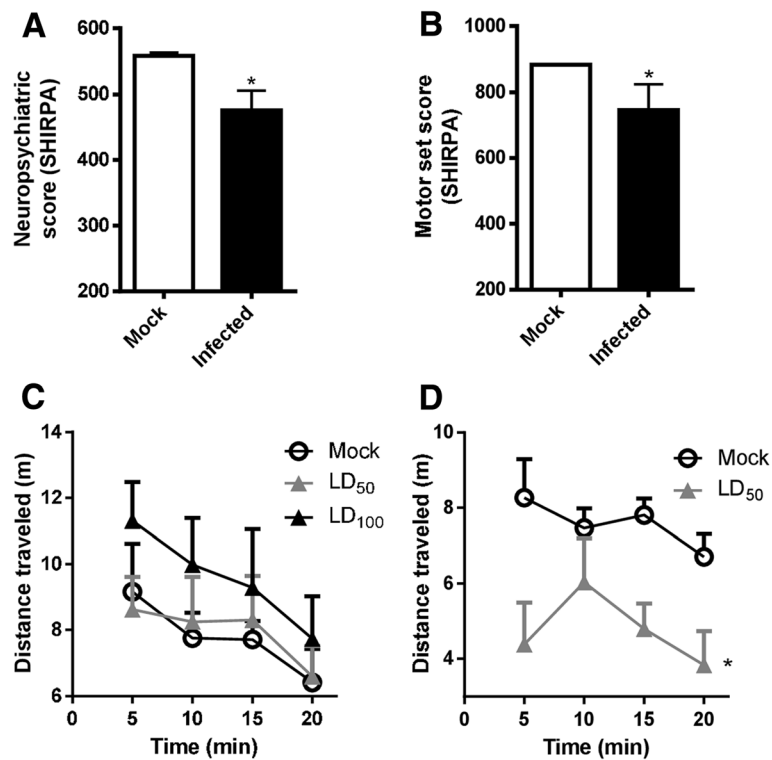 A
Neuropsychiatric
score (SHIRPA)
600
500
400
300
200
*
Mock
Infected
B
Motor set score
(SHIRPA)
1000
800
600
400
200
*
Mock
Infected
C
Distance traveled (m)
14
12
10
8
6
0
5
10
15
20
Time (min)
Mock
LD50
LD100
D
Distance traveled (m)
10
8
6
4
0
5
10
15
20
Time (min)
Mock
LD50
*